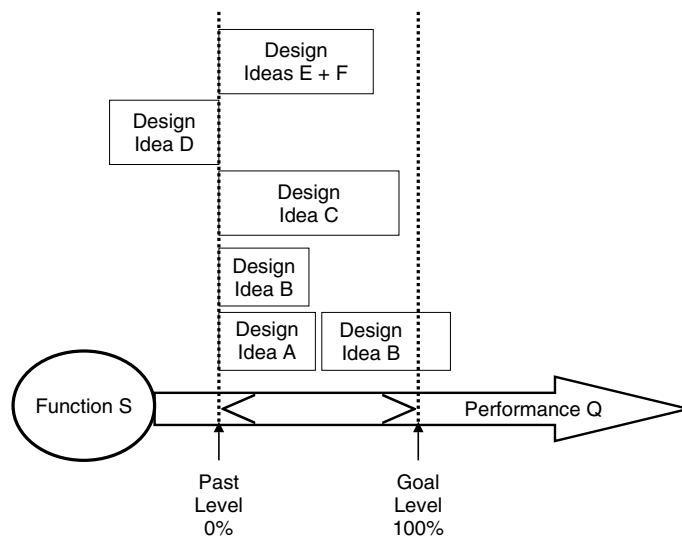 Design
Ideas E + F
Design
Idea D
Design
Idea C
Design
Idea B
Design
Idea A
Design
Idea B
Function S
Performance Q
Past
Level
0%
Goal
Level
100%